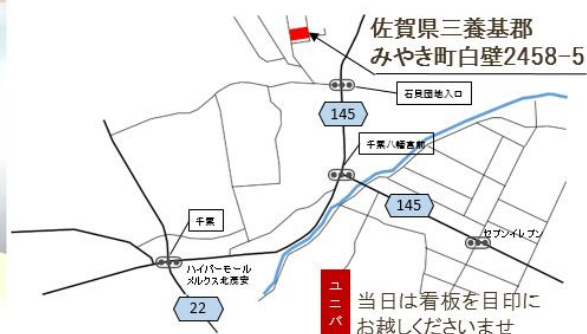 佐賀県三養基郡
みやき町白壁2458-5
石貝団地入口
145
千栗八幡宮前
145
千栗
セブンイレブン
ハイパーモール
メルクス北茂安
22
ユニバ
当日は看板を目印に
お越しくださいませ